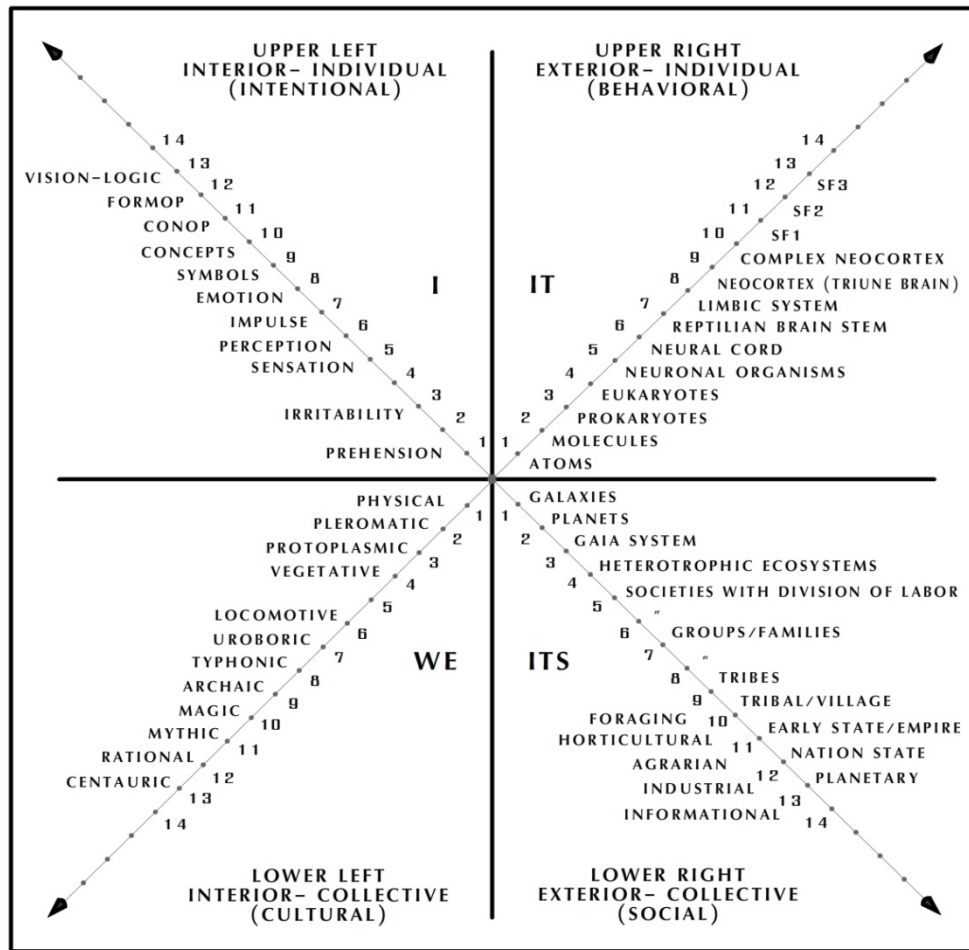 UPPER LEFT
INTERIOR– INDIVIDUAL
(INTENTIONAL)
14
13
VISION–LOGIC
12
FORMOP
11
CONOP
10
CONCEPTS
9
SYMBOLS
8
EMOTION
7
IMPULSE
6
PERCEPTION
5
SENSATION
4
3
IRRITABILITY
2
1
PREHENSION
I
UPPER RIGHT
EXTERIOR– INDIVIDUAL
(BEHAVIORAL)
14
13
SF3
12
SF2
11
SF1
10
COMPLEX NEOCORTEX
9
NEOCORTEX (TRIUNE BRAIN)
8
LIMBIC SYSTEM
7
REPTILIAN BRAIN STEM
6
NEURAL CORD
5
NEURONAL ORGANISMS
4
EUKARYOTES
3
PROKARYOTES
2
MOLECULES
1
ATOMS
IT
PHYSICAL
1
PLEROMATIC
2
PROTOPLASMIC
3
VEGETATIVE
4
5
LOCOMOTIVE
6
UROBORIC
7
TYPHONIC
8
ARCHAIC
9
MAGIC
10
MYTHIC
11
RATIONAL
12
CENTAURIC
13
14
WE
LOWER LEFT
INTERIOR– COLLECTIVE
(CULTURAL)
GALAXIES
1
PLANETS
2
GAIA SYSTEM
3
HETEROTROPHIC ECOSYSTEMS
4
SOCIETIES WITH DIVISION OF LABOR
5
"
6
GROUPS/FAMILIES
7
"
8
TRIBES
9
TRIBAL/VILLAGE
FORAGING
10
EARLY STATE/EMPIRE
HORTICULTURAL
11
NATION STATE
AGRARIAN
12
PLANETARY
INDUSTRIAL
13
INFORMATIONAL
14
ITS
LOWER RIGHT
EXTERIOR– COLLECTIVE
(SOCIAL)